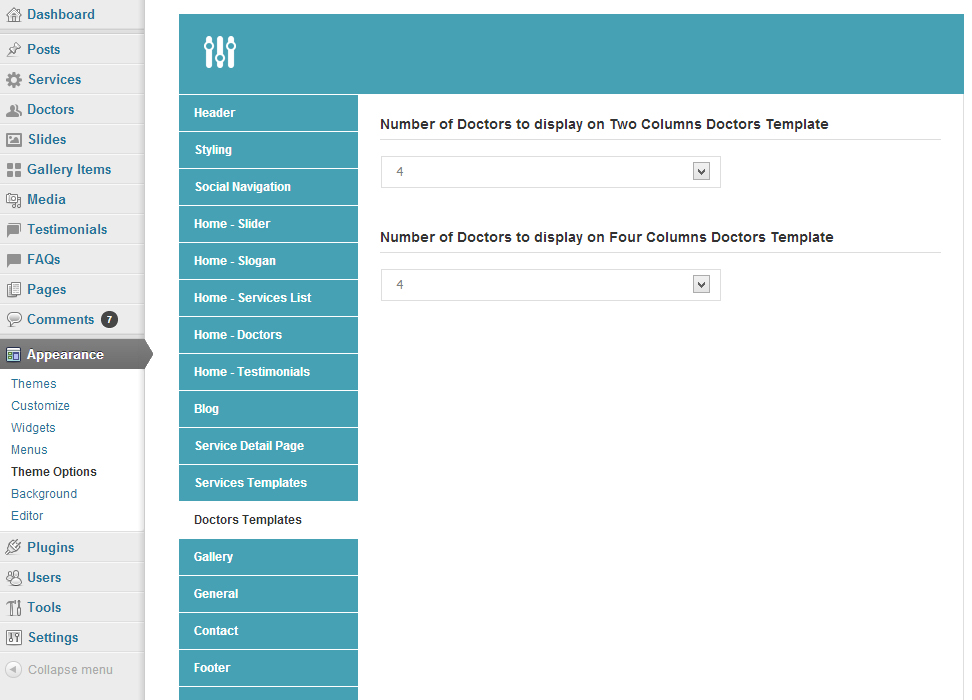 Dashboard
Posts
Services
Doctors
Slides
Gallery Items
Media
Testimonials
FAQs
Pages
Comments 7
Appearance
Themes
Customize
Widgets
Menus
Theme Options
Background
Editor
Plugins
Users
Tools
Settings
Collapse menu
Header
Styling
Social Navigation
Home - Slider
Home - Slogan
Home - Services List
Home - Doctors
Home - Testimonials
Blog
Service Detail Page
Services Templates
Doctors Templates
Gallery
General
Contact
Footer
Number of Doctors to display on Two Columns Doctors Template
4
Number of Doctors to display on Four Columns Doctors Template
4